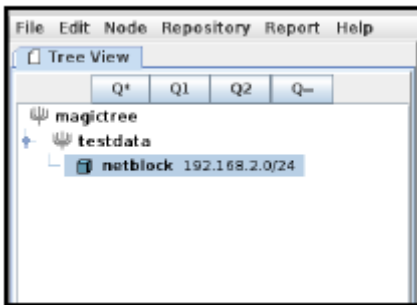 File Edit Node Repository Report Help
Tree View
Q* Q1 Q2 Q=
magictree
testdata
netblock 192.168.2.0/24